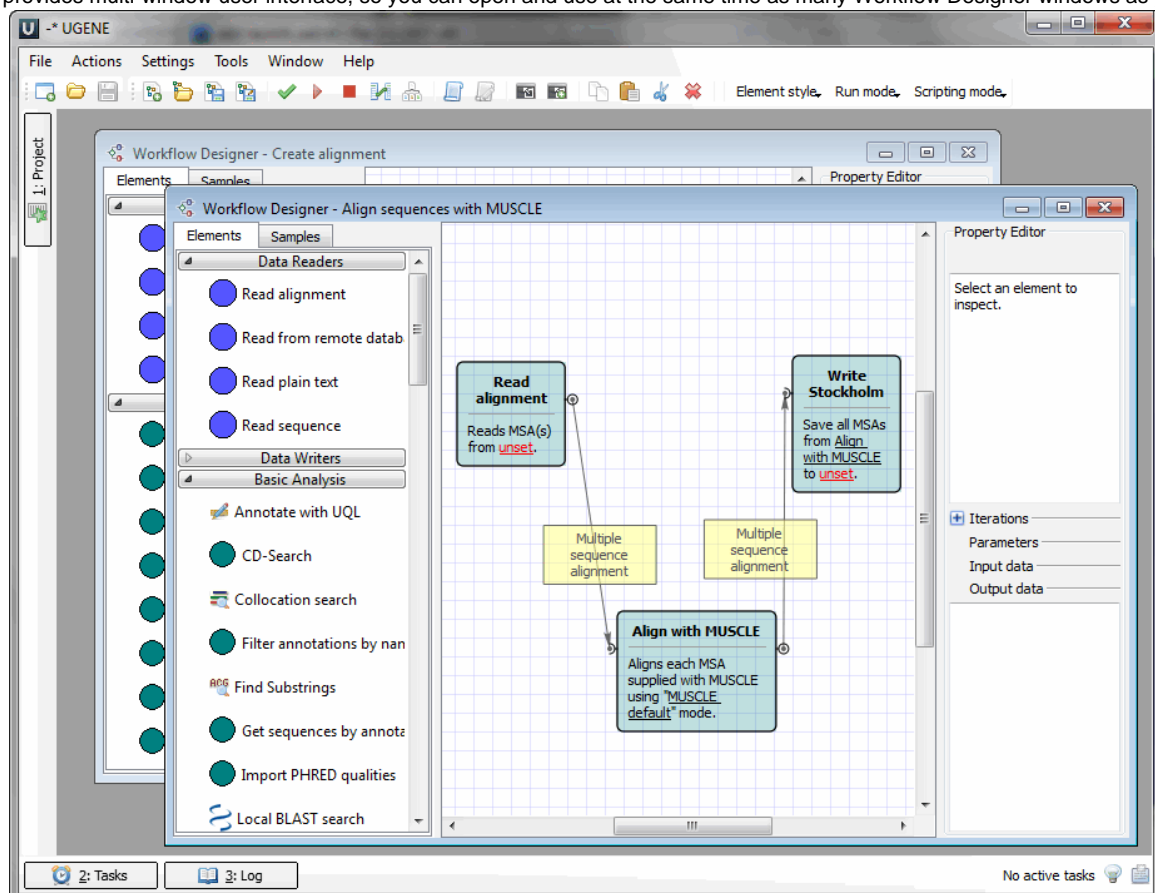 provides multi-window user interface, so you can open and use at the same time as many Workflow Designer windows as
U -* UGENE
File Actions Settings Tools Window Help
Element style Run mode Scripting mode
1: Project
Workflow Designer - Create alignment
Elements Samples
Property Editor
Workflow Designer - Align sequences with MUSCLE
Elements Samples
Data Readers
Read alignment
Read from remote datab
Read plain text
Read sequence
Data Writers
Basic Analysis
Annotate with UQL
CD-Search
Collocation search
Filter annotations by nan
ACG
Find Substrings
Get sequences by annota
Import PHRED qualities
Local BLAST search
Read
alignment
Reads MSA(s)
from unset.
Multiple
sequence
alignment
Align with MUSCLE
Aligns each MSA
supplied with MUSCLE
using "MUSCLE
default" mode.
Multiple
sequence
alignment
Write
Stockholm
Save all MSAs
from Align
with MUSCLE
to unset.
Property Editor
Select an element to
inspect.
Iterations
Parameters
Input data
Output data
2: Tasks
3: Log
No active tasks